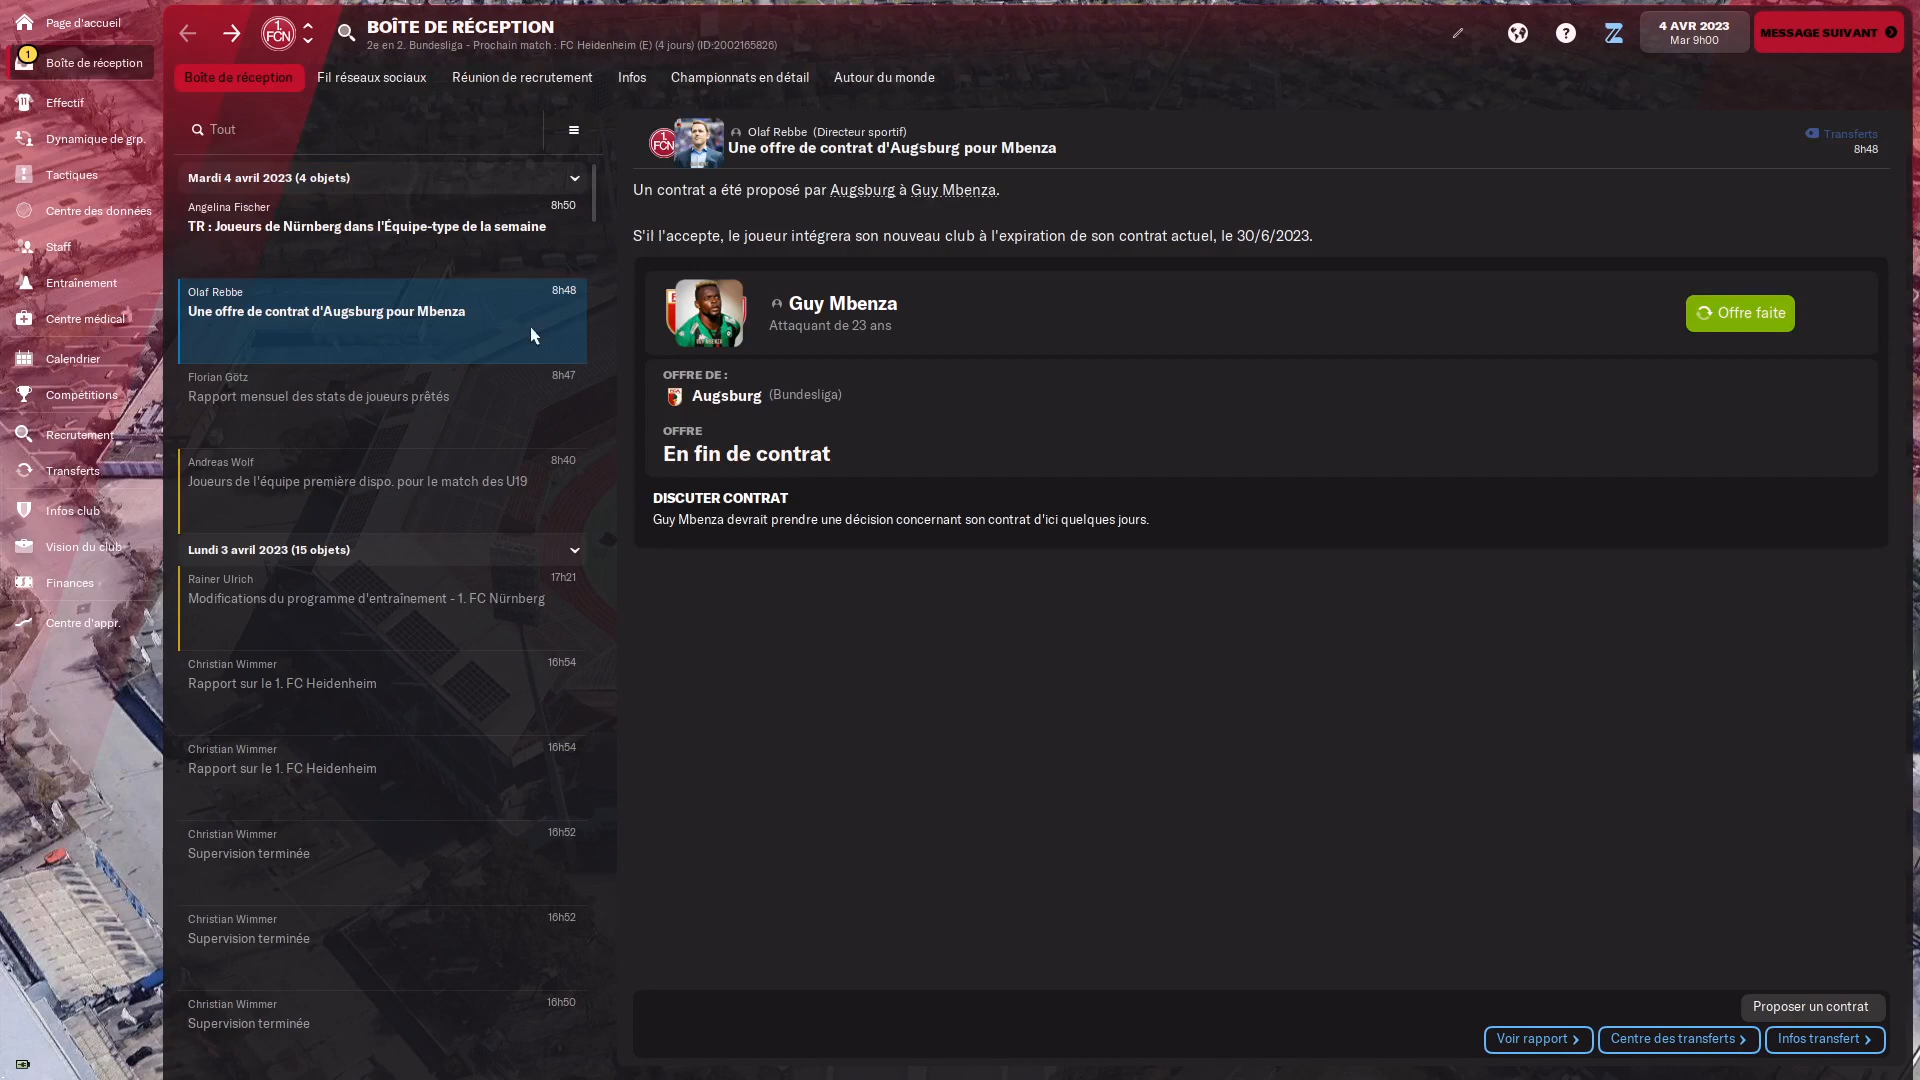 Page d'accueil
1
Boîte de réception
Effectif
Dynamique de grp.
Tactiques
Centre des données
Staff
Entraînement
Centre médical
Calendrier
Compétitions
Recrutement
Transferts
Infos club
Vision du club
Finances
Centre d'appr.
1.
FCN
BOÎTE DE RÉCEPTION
2e en 2. Bundesliga - Prochain match : FC Heidenheim (E) (4 jours) (ID:2002165826)
4 AVR 2023
Mar 9h00
MESSAGE SUIVANT
Boîte de réception
Fil réseaux sociaux
Réunion de recrutement
Infos
Championnats en détail
Autour du monde
Tout
Mardi 4 avril 2023 (4 objets)
Angelina Fischer 8h50
TR : Joueurs de Nürnberg dans l'Équipe-type de la semaine
Olaf Rebbe 8h48
Une offre de contrat d'Augsburg pour Mbenza
Florian Götz 8h47
Rapport mensuel des stats de joueurs prêtés
Andreas Wolf 8h40
Joueurs de l'équipe première dispo. pour le match des U19
Lundi 3 avril 2023 (15 objets)
Rainer Ulrich 17h21
Modifications du programme d'entraînement - 1. FC Nürnberg
Christian Wimmer 16h54
Rapport sur le 1. FC Heidenheim
Christian Wimmer 16h54
Rapport sur le 1. FC Heidenheim
Christian Wimmer 16h52
Supervision terminée
Christian Wimmer 16h52
Supervision terminée
Christian Wimmer 16h50
Supervision terminée
1.
FCN
Olaf Rebbe (Directeur sportif)
Une offre de contrat d'Augsburg pour Mbenza
Transferts
8h48
Un contrat a été proposé par Augsburg à Guy Mbenza.
S'il l'accepte, le joueur intégrera son nouveau club à l'expiration de son contrat actuel, le 30/6/2023.
Guy Mbenza
Attaquant de 23 ans
Offre faite
OFFRE DE :
Augsburg (Bundesliga)
OFFRE
En fin de contrat
DISCUTER CONTRAT
Guy Mbenza devrait prendre une décision concernant son contrat d'ici quelques jours.
Proposer un contrat
Voir rapport
Centre des transferts
Infos transfert